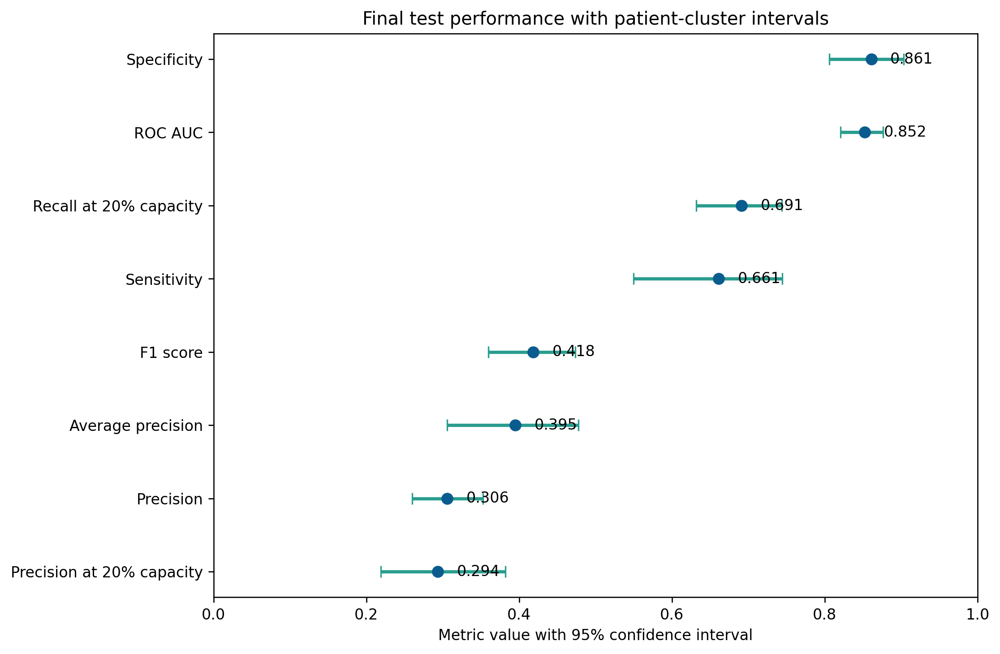 Final test performance with patient-cluster intervals
Specificity
0.861
ROC AUC
0.852
Recall at 20% capacity
0.691
Sensitivity
0.661
F1 score
0.418
Average precision
0.395
Precision
0.306
Precision at 20% capacity
0.294
0.0 0.2 0.4 0.6 0.8 1.0
Metric value with 95% confidence interval